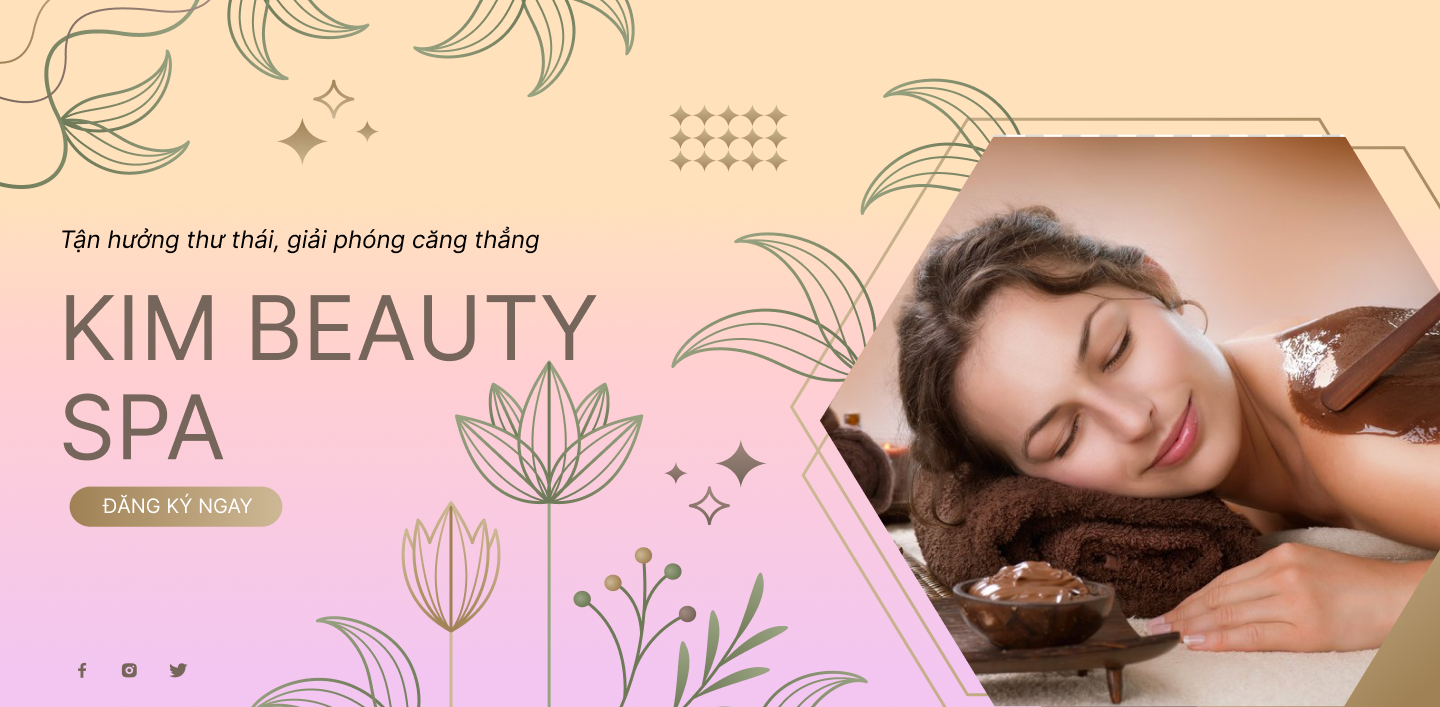 Tận hưởng thư thái, giải phóng căng thẳng
KIM BEAUTY
SPA
ĐĂNG KÝ NGAY